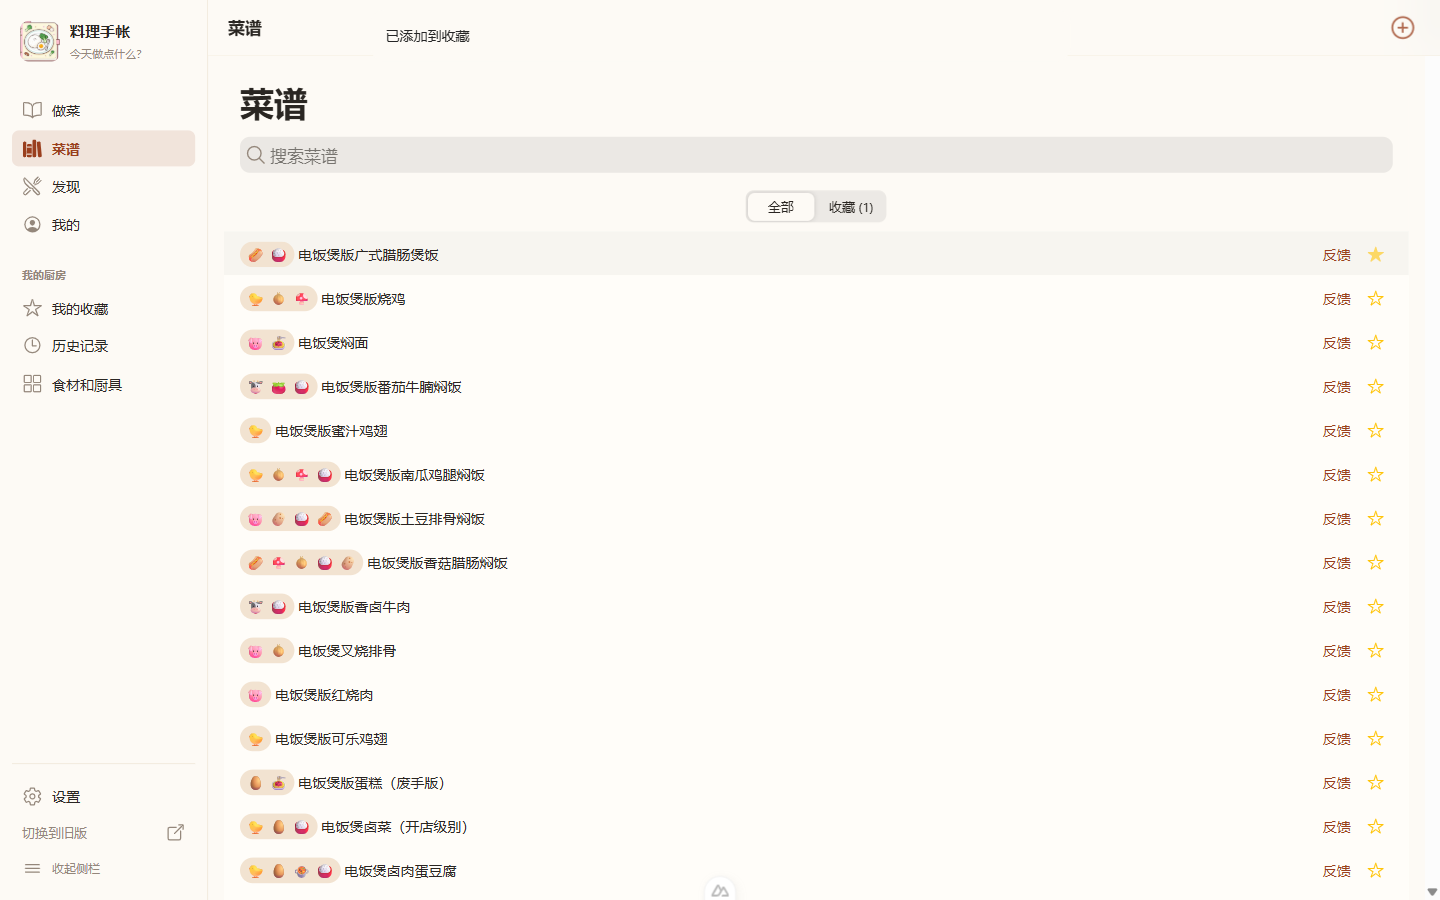 料理手帐
今天做点什么?
做菜
菜谱
发现
我的
我的厨房
我的收藏
历史记录
食材和厨具
设置
切换到旧版
收起侧栏
菜谱
已添加到收藏
菜谱
搜索菜谱
全部
收藏 (1)
电饭煲版广式腊肠煲饭 反馈
电饭煲版烧鸡 反馈
电饭煲焖面 反馈
电饭煲版番茄牛腩焖饭 反馈
电饭煲版蜜汁鸡翅 反馈
电饭煲版南瓜鸡腿焖饭 反馈
电饭煲版土豆排骨焖饭 反馈
电饭煲版香菇腊肠焖饭 反馈
电饭煲版香卤牛肉 反馈
电饭煲叉烧排骨 反馈
电饭煲版红烧肉 反馈
电饭煲版可乐鸡翅 反馈
电饭煲版蛋糕（废手版） 反馈
电饭煲卤菜（开店级别） 反馈
电饭煲卤肉蛋豆腐 反馈